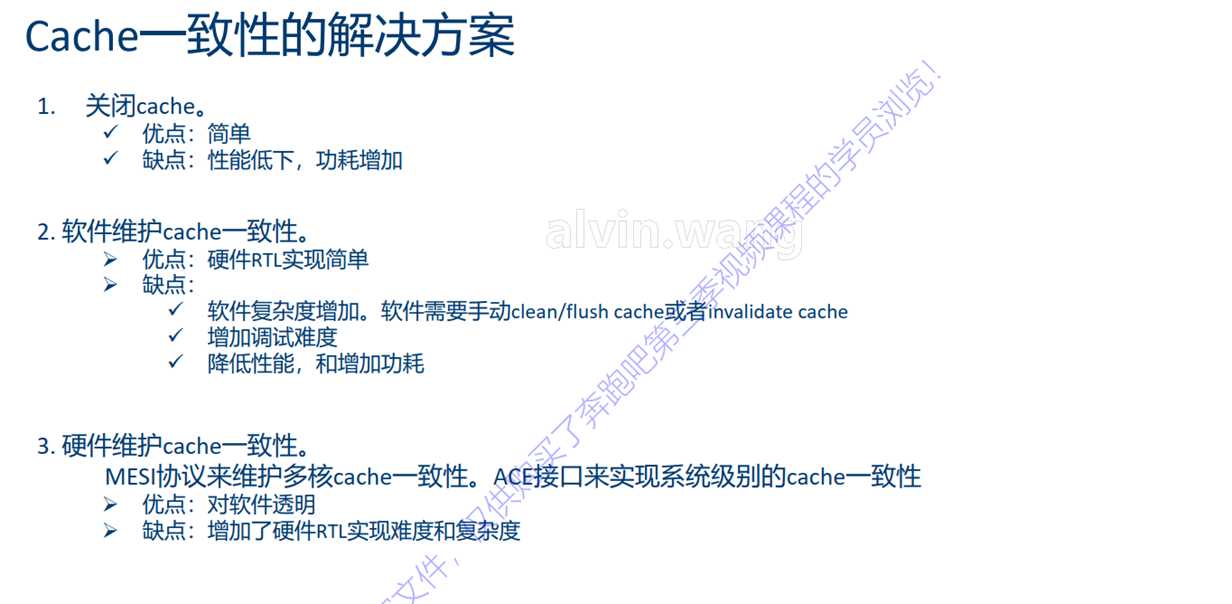 Cache一致性的解决方案
1. 关闭cache。
✓ 优点：简单
✓ 缺点：性能低下，功耗增加
2. 软件维护cache一致性。
➢ 优点：硬件RTL实现简单
➢ 缺点：
✓ 软件复杂度增加。软件需要手动clean/flush cache或者invalidate cache
✓ 增加调试难度
✓ 降低性能，和增加功耗
3. 硬件维护cache一致性。
MESI协议来维护多核cache一致性。ACE接口来实现系统级别的cache一致性
➢ 优点：对软件透明
➢ 缺点：增加了硬件RTL实现难度和复杂度
alvin.wang
文件，仅供购买了奔跑吧第三季视频课程的学员浏览！